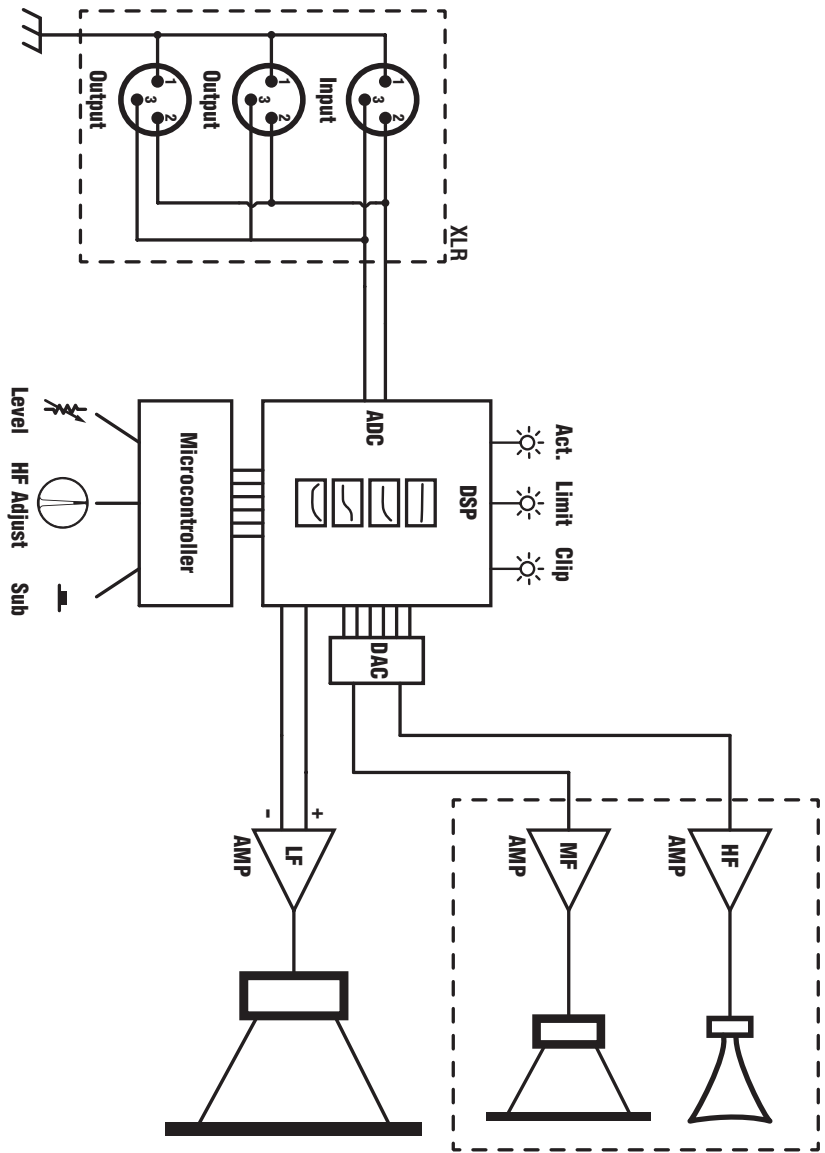 XLR
Input
1
2
3
Output
1
2
3
Output
1
2
3
Act.
Limit
Clip
DSP
ADC
Microcontroller
Level
HF Adjust
Sub
DAC
HF
AMP
MF
AMP
+
-
LF
AMP